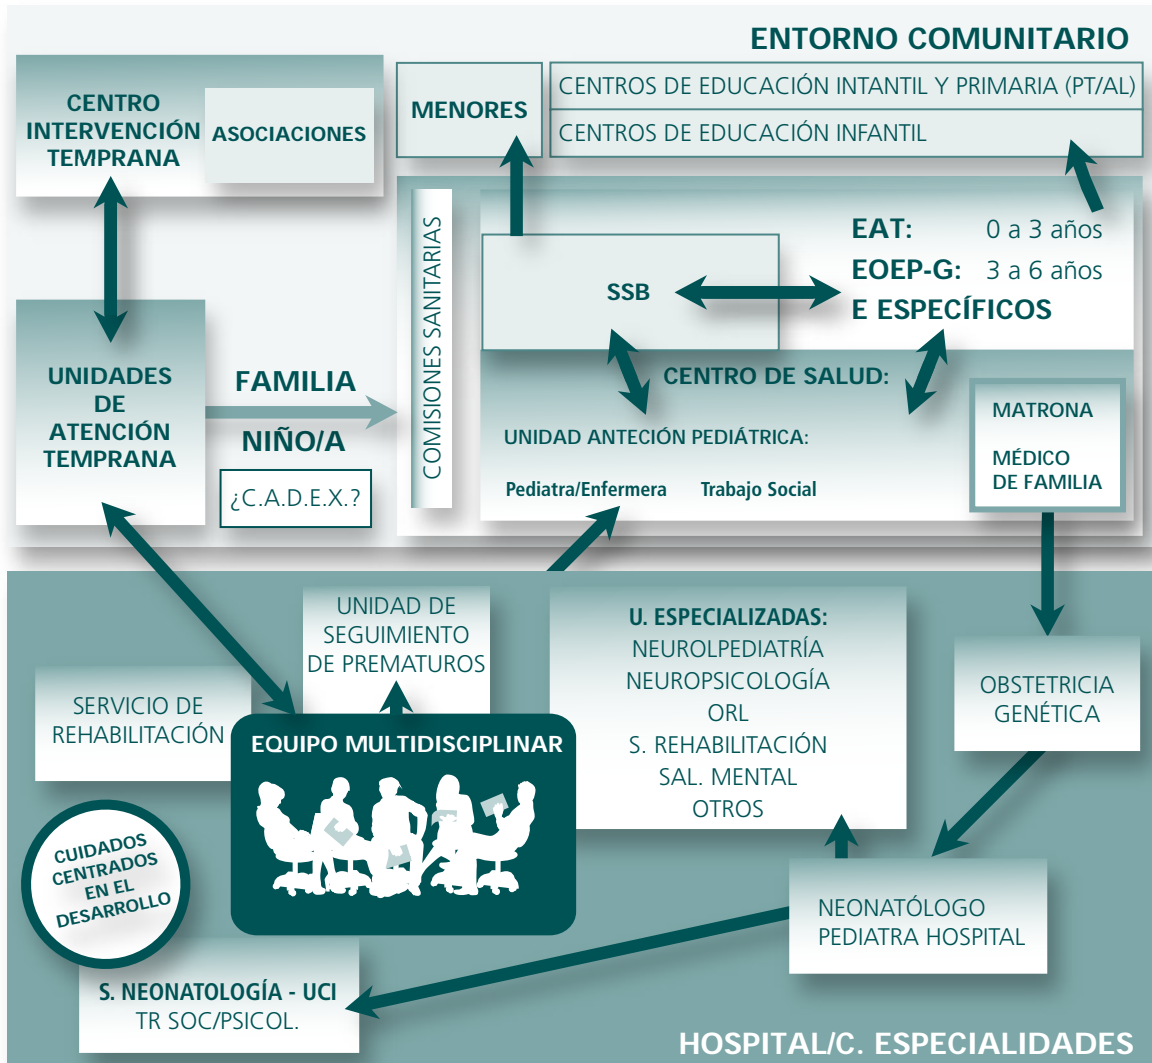 ENTORNO COMUNITARIO
CENTRO
INTERVENCIÓN
TEMPRANA
ASOCIACIONES
MENORES
CENTROS DE EDUCACIÓN INTANTIL Y PRIMARIA (PT/AL)
CENTROS DE EDUCACIÓN INFANTIL
COMISIONES SANITARIAS
SSB
EAT: 0 a 3 años
EOEP-G: 3 a 6 años
E ESPECÍFICOS
UNIDADES
DE
ATENCIÓN
TEMPRANA
FAMILIA
NIÑO/A
¿C.A.D.EX.?
CENTRO DE SALUD:
UNIDAD ANTECIÓN PEDIÁTRICA:
Pediatra/Enfermera Trabajo Social
MATRONA
MÉDICO
DE FAMILIA
UNIDAD DE
SEGUIMIENTO
DE PREMATUROS
SERVICIO DE
REHABILITACIÓN
EQUIPO MULTIDISCIPLINAR
U. ESPECIALIZADAS:
NEUROLPEDIATRÍA
NEUROPSICOLOGÍA
ORL
S. REHABILITACIÓN
SAL. MENTAL
OTROS
OBSTETRICIA
GENÉTICA
CUIDADOS
CENTRADOS
EN EL
DESARROLLO
NEONATÓLOGO
PEDIATRA HOSPITAL
S. NEONATOLOGÍA - UCI
TR SOC/PSICOL.
HOSPITAL/C. ESPECIALIDADES